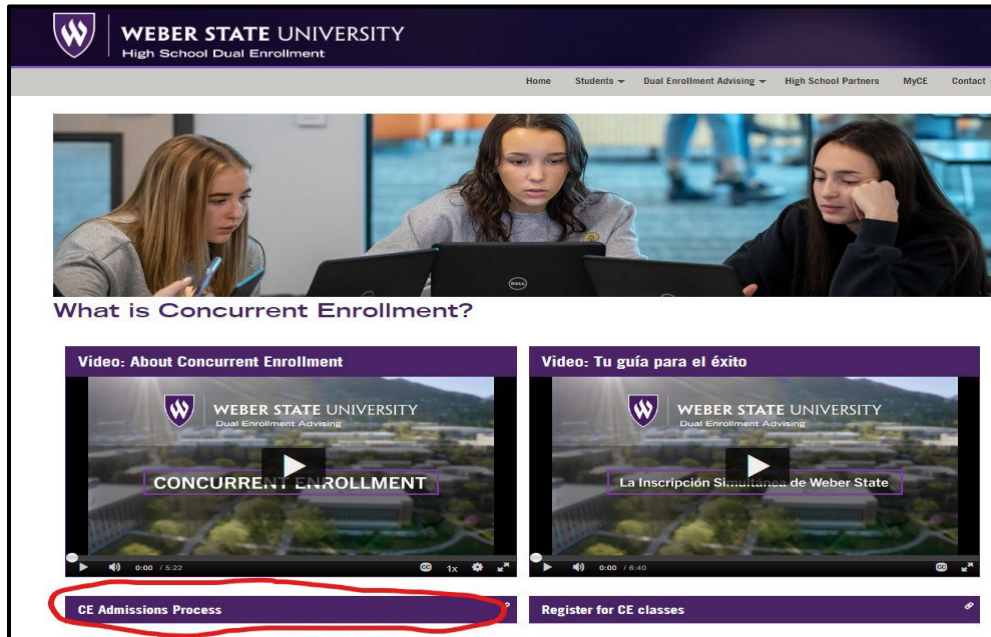 WEBER STATE UNIVERSITY
High School Dual Enrollment
Home Students Dual Enrollment Advising High School Partners MyCE Contact
DELL
What is Concurrent Enrollment?
Video: About Concurrent Enrollment
WEBER STATE UNIVERSITY
Dual Enrollment Advising
CONCURRENT ENROLLMENT
0:00 / 5:22 CC 1x
Video: Tu guía para el éxito
WEBER STATE UNIVERSITY
Dual Enrollment Advising
La Inscripción Simultánea de Weber State
0:00 / 6:40 CC
CE Admissions Process
Register for CE classes